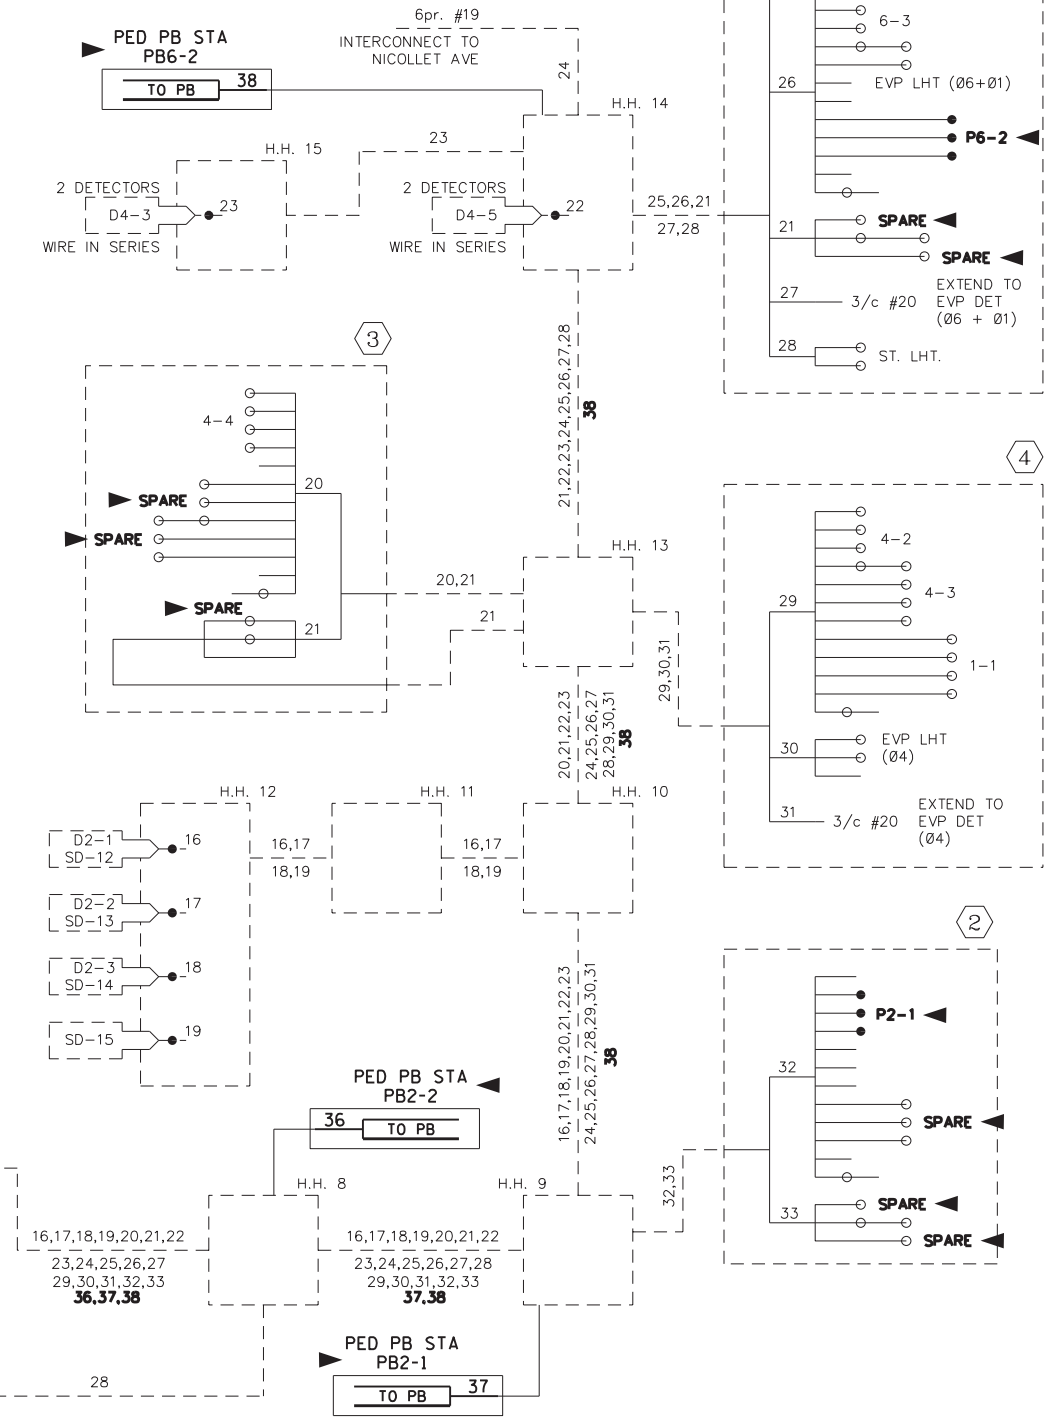 6pr. #19
INTERCONNECT TO
NICOLLET AVE
24
PED PB STA
PB6-2
TO PB
38
H.H. 14
H.H. 15
23
2 DETECTORS
D4-3
23
WIRE IN SERIES
2 DETECTORS
D4-5
22
WIRE IN SERIES
25,26,21
27,28
6-3
26
EVP LHT (Ø6+Ø1)
P6-2
21
SPARE
SPARE
27
3/c #20
EXTEND TO
EVP DET
(Ø6 + Ø1)
28
ST. LHT.
21,22,23,24,25,26,27,28
38
3
4-4
20
SPARE
SPARE
SPARE
21
20,21
21
H.H. 13
29,30,31
4
4-2
29
4-3
1-1
30
EVP LHT
(Ø4)
31
3/c #20
EXTEND TO
EVP DET
(Ø4)
20,21,22,23
24,25,26,27
28,29,30,31
38
H.H. 12
H.H. 11
H.H. 10
D2-1
SD-12
16
D2-2
SD-13
17
D2-3
SD-14
18
SD-15
19
16,17
18,19
16,17
18,19
16,17,18,19,20,21,22,23
24,25,26,27,28,29,30,31
38
2
P2-1
32
SPARE
33
SPARE
SPARE
32,33
PED PB STA
PB2-2
36
TO PB
H.H. 8
H.H. 9
16,17,18,19,20,21,22
23,24,25,26,27
29,30,31,32,33
36,37,38
16,17,18,19,20,21,22
23,24,25,26,27,28
29,30,31,32,33
37,38
28
PED PB STA
PB2-1
TO PB
37